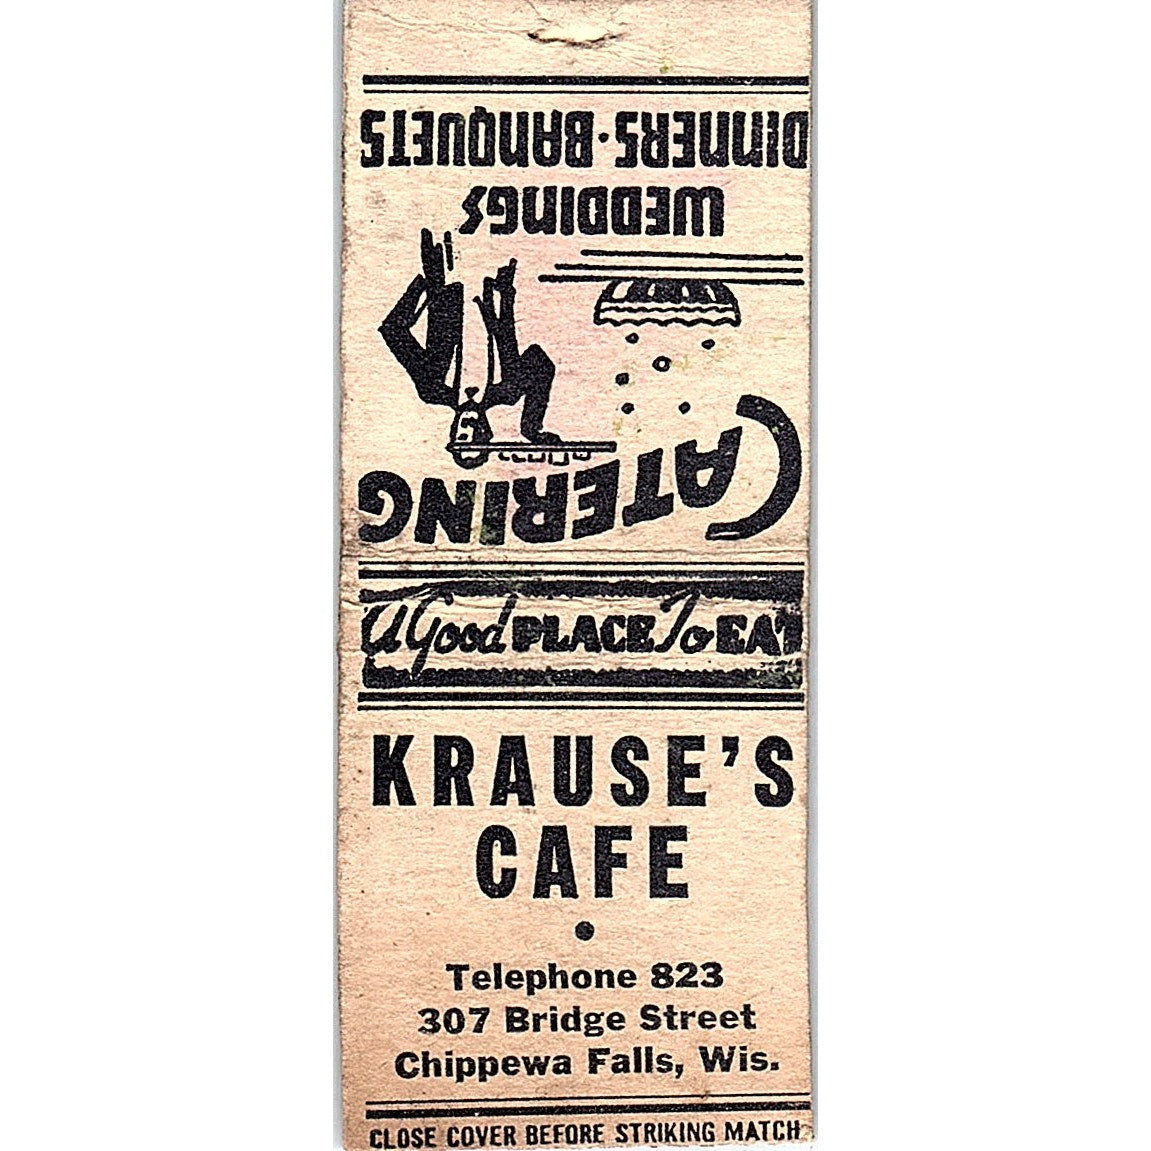 DINNERS · BANQUETS
WEDDINGS
CATERING
A Good PLACE To EAT
KRAUSE'S
CAFE
•
Telephone 823
307 Bridge Street
Chippewa Falls, Wis.
CLOSE COVER BEFORE STRIKING MATCH